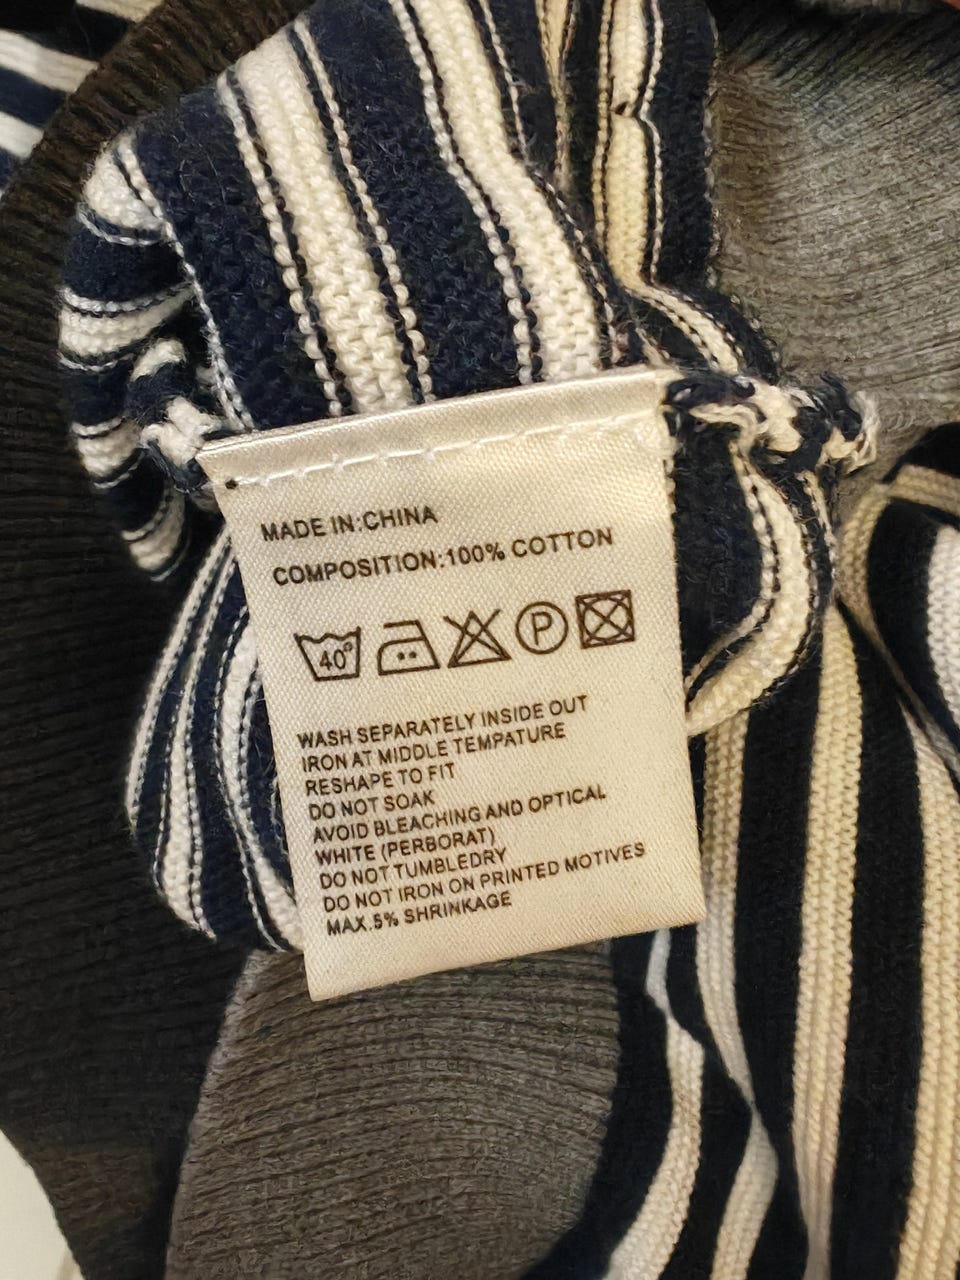 MADE IN:CHINA
COMPOSITION:100% COTTON
40° P
WASH SEPARATELY INSIDE OUT
IRON AT MIDDLE TEMPATURE
RESHAPE TO FIT
DO NOT SOAK
AVOID BLEACHING AND OPTICAL
WHITE (PERBORAT)
DO NOT TUMBLEDRY
DO NOT IRON ON PRINTED MOTIVES
MAX.5% SHRINKAGE